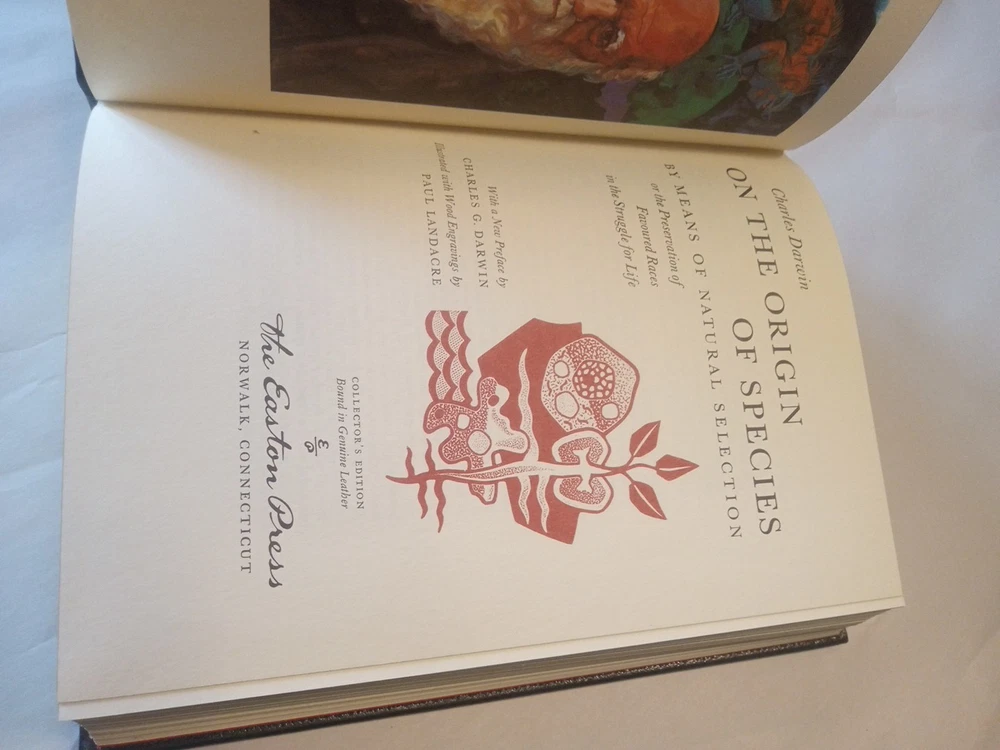 Charles Darwin
ON THE ORIGIN
OF SPECIES
BY MEANS OF NATURAL SELECTION
or the Preservation of
Favoured Races
in the Struggle for Life
With a New Preface by
CHARLES G. DARWIN
Illustrated with Wood Engravings by
PAUL LANDACRE
COLLECTOR'S EDITION
Bound in Genuine Leather
E
P
The Easton Press
NORWALK, CONNECTICUT